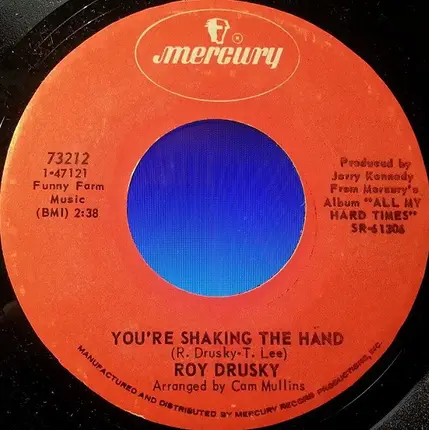 mercury
73212
1-47121
Funny Farm
Music
(BMI) 2:38
Produced by
Jerry Kennedy
From Mercury's
Album "ALL MY
HARD TIMES"
SR-61306
YOU'RE SHAKING THE HAND
(R. Drusky-T. Lee)
ROY DRUSKY
Arranged by Cam Mullins
MANUFACTURED AND DISTRIBUTED BY MERCURY RECORD PRODUCTIONS, INC.